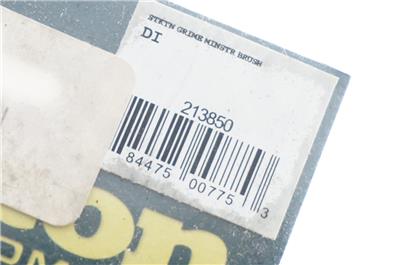 STKTN GRIME MINSTR BRUSH
DI
213850
84475 00775 3